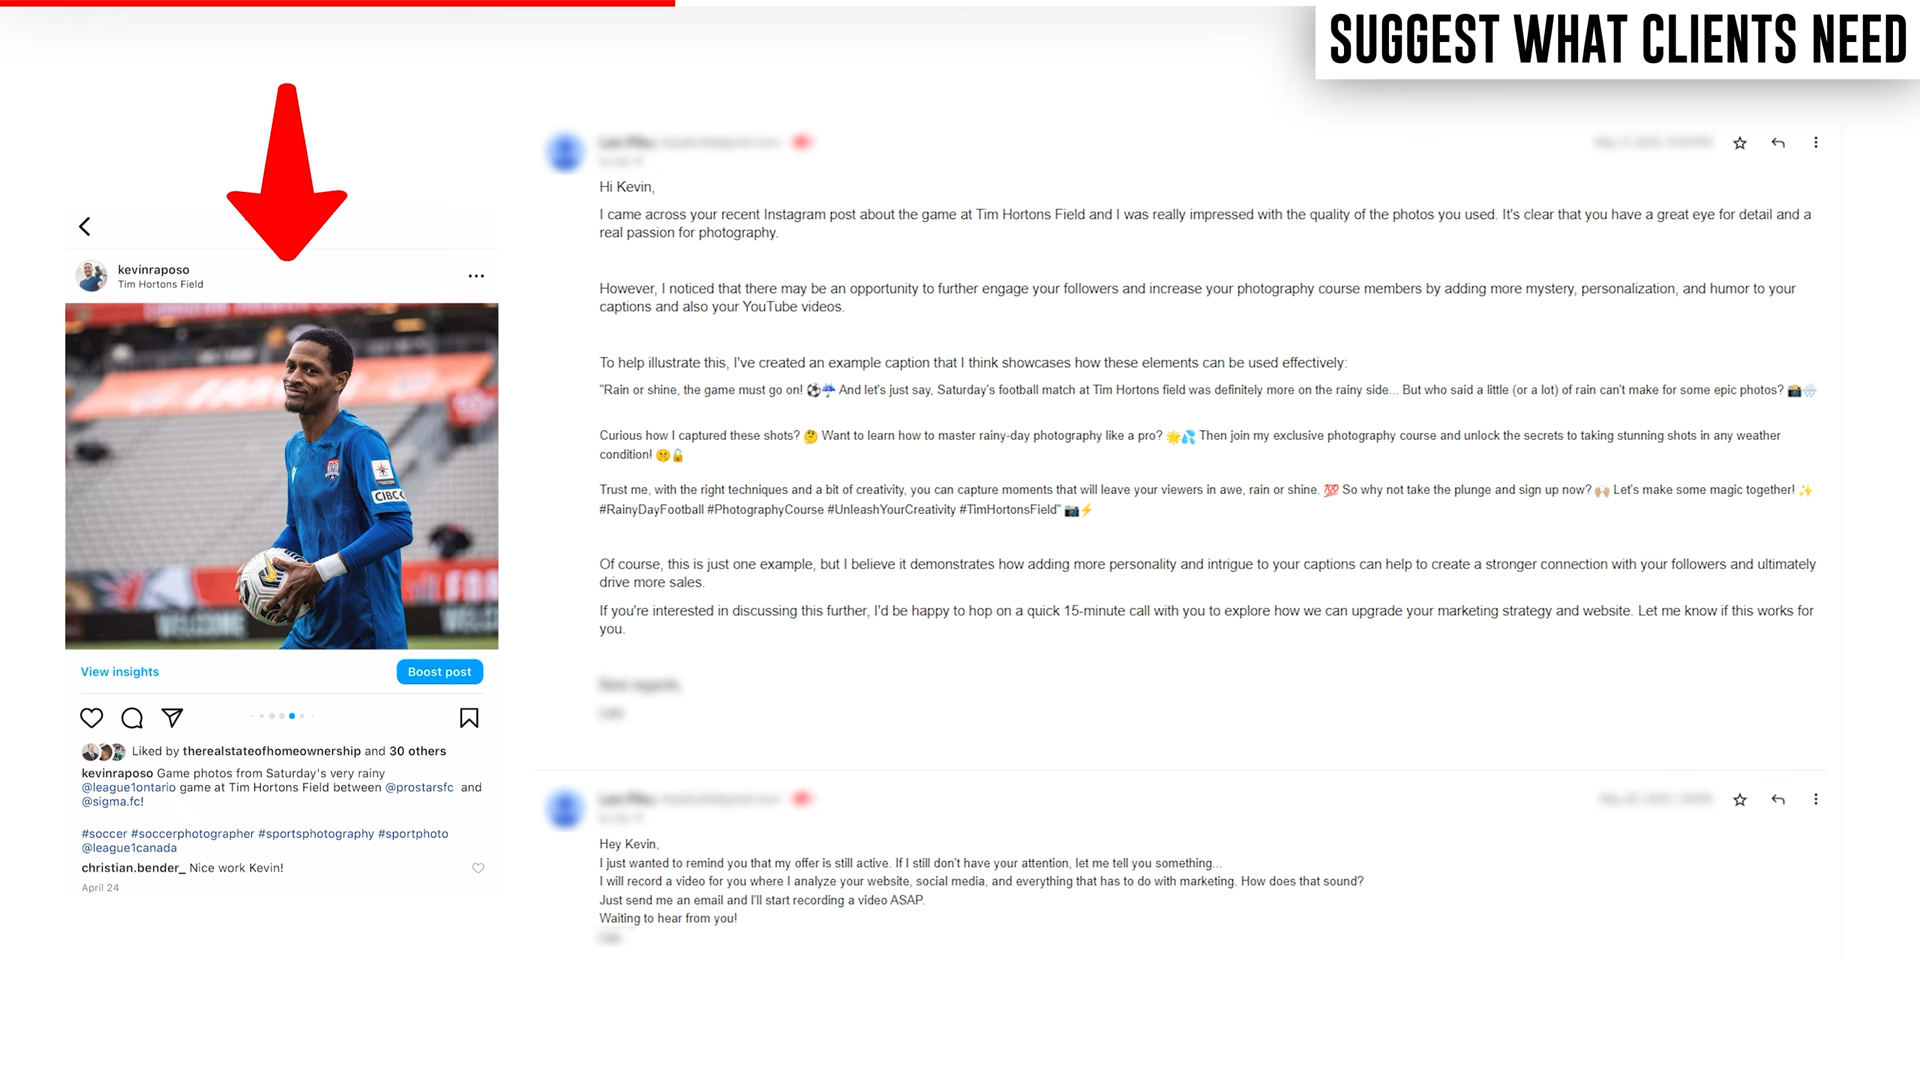 SUGGEST WHAT CLIENTS NEED
kevinraposo
Tim Hortons Field
CIBC
View insights
Boost post
Liked by therealstateofhomeownership and 30 others
kevinraposo Game photos from Saturday's very rainy
@league1ontario game at Tim Hortons Field between @prostarsfc and
@sigma.fc!
#soccer #soccerphotographer #sportsphotography #sportphoto
@league1canada
christian.bender_ Nice work Kevin!
April 24
Hi Kevin,
I came across your recent Instagram post about the game at Tim Hortons Field and I was really impressed with the quality of the photos you used. It's clear that you have a great eye for detail and a
real passion for photography.
However, I noticed that there may be an opportunity to further engage your followers and increase your photography course members by adding more mystery, personalization, and humor to your
captions and also your YouTube videos.
To help illustrate this, I've created an example caption that I think showcases how these elements can be used effectively:
"Rain or shine, the game must go on! ⚽☔ And let's just say, Saturday's football match at Tim Hortons field was definitely more on the rainy side... But who said a little (or a lot) of rain can't make for some epic photos? 📸🌧️
Curious how I captured these shots? 🤔 Want to learn how to master rainy-day photography like a pro? 🌟💦 Then join my exclusive photography course and unlock the secrets to taking stunning shots in any weather
condition! 🤫🔓
Trust me, with the right techniques and a bit of creativity, you can capture moments that will leave your viewers in awe, rain or shine. 💯 So why not take the plunge and sign up now? 🙌🏼 Let's make some magic together! ✨
#RainyDayFootball #PhotographyCourse #UnleashYourCreativity #TimHortonsField" 📷⚡
Of course, this is just one example, but I believe it demonstrates how adding more personality and intrigue to your captions can help to create a stronger connection with your followers and ultimately
drive more sales.
If you're interested in discussing this further, I'd be happy to hop on a quick 15-minute call with you to explore how we can upgrade your marketing strategy and website. Let me know if this works for
you.
Hey Kevin,
I just wanted to remind you that my offer is still active. If I still don't have your attention, let me tell you something...
I will record a video for you where I analyze your website, social media, and everything that has to do with marketing. How does that sound?
Just send me an email and I'll start recording a video ASAP.
Waiting to hear from you!